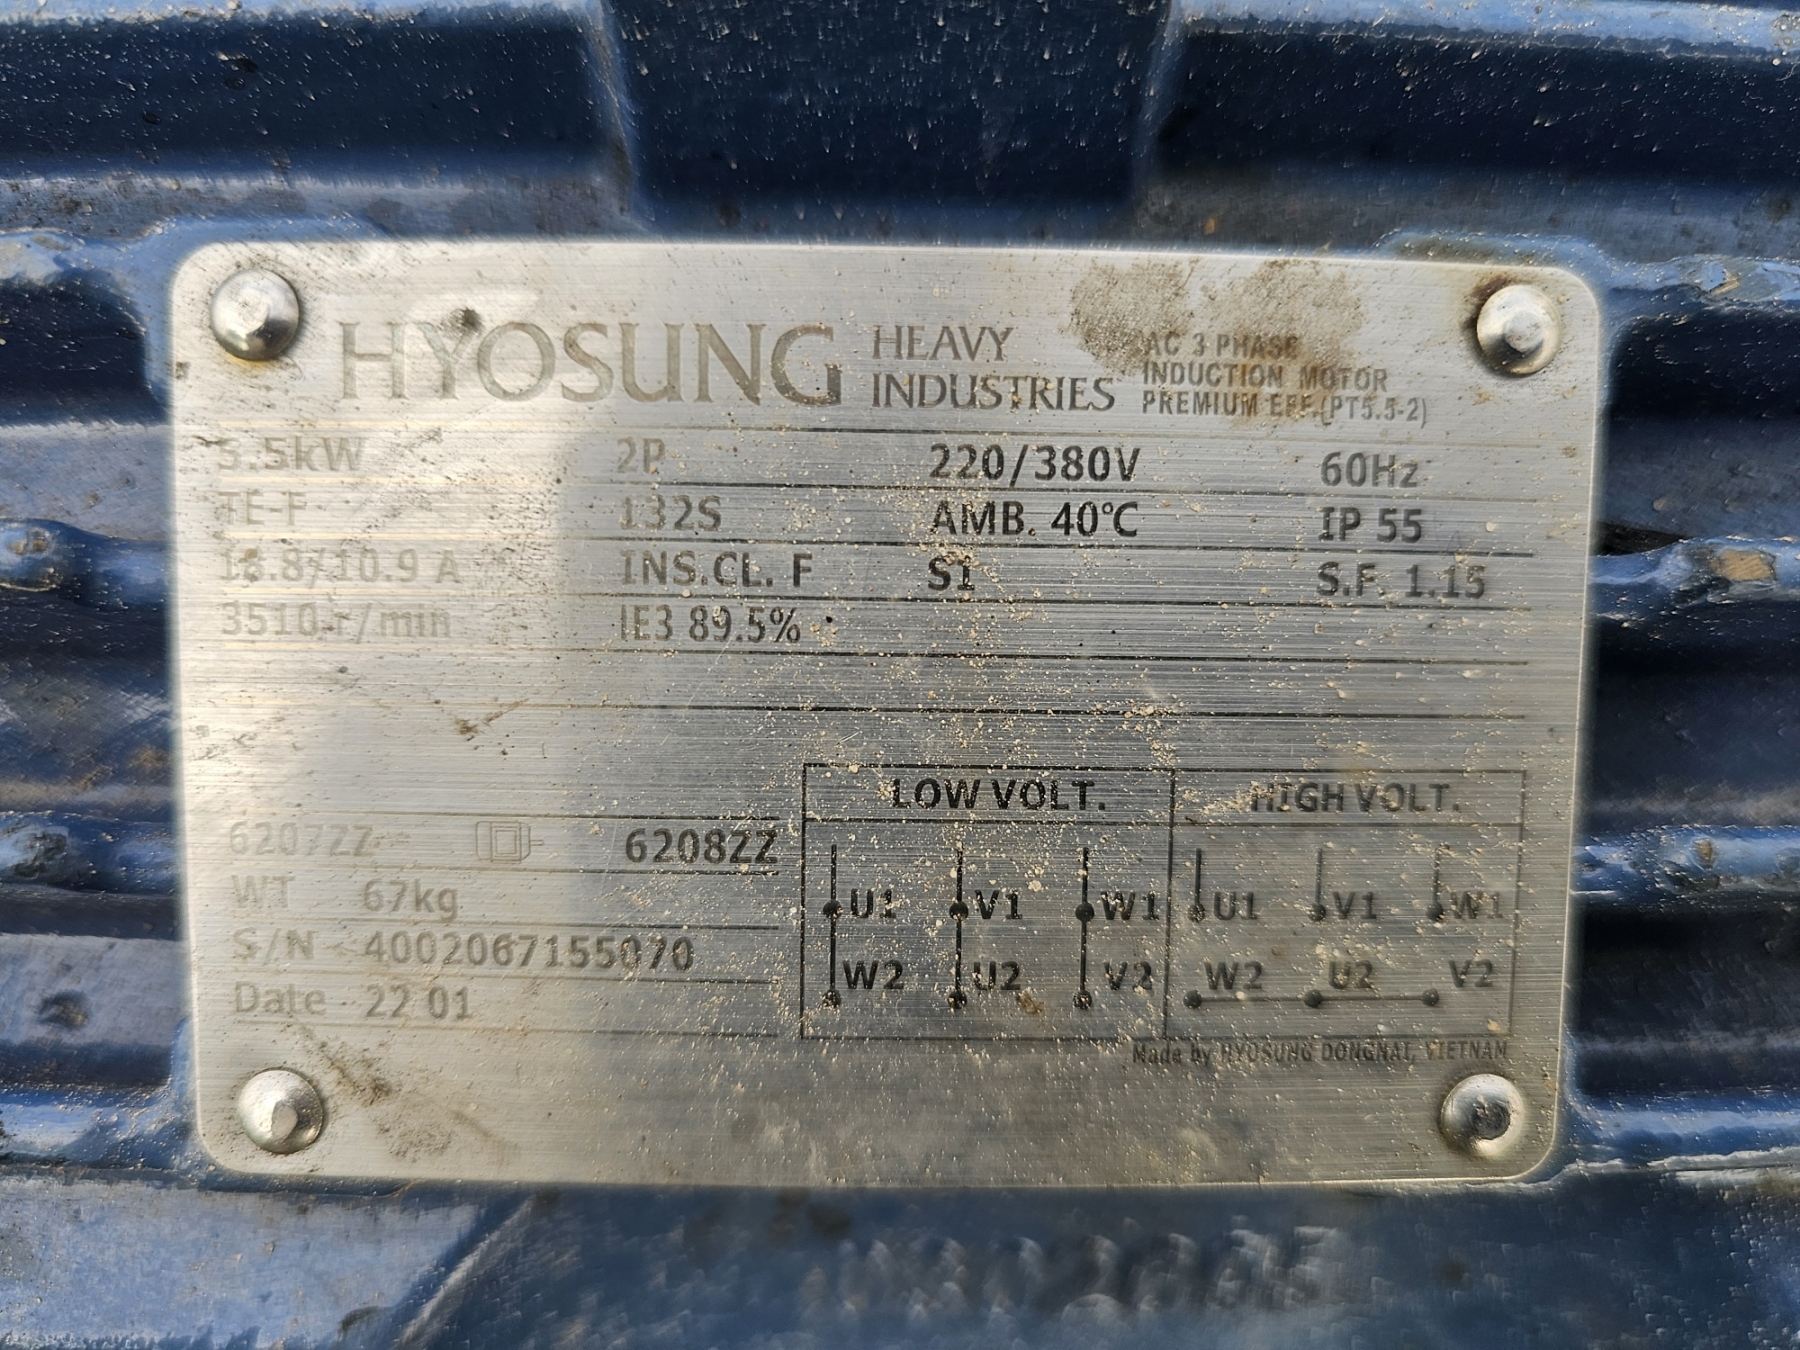 HYOSUNG HEAVY INDUSTRIES
AC 3 PHASE
INDUCTION MOTOR
PREMIUM EFF.(PT5.5-2)
5.5kW 2P 220/380V 60Hz
TE-F 132S AMB. 40℃ IP 55
18.8/10.9 A INS.CL. F S1 S.F. 1.15
3510 r/min IE3 89.5%
LOW VOLT. HIGH VOLT.
6207ZZ 6208ZZ
WT 67kg
U1 V1 W1 U1 V1 W1
S/N 4002067155070
W2 U2 V2 W2 U2 V2
Date 22 01
Made by HYOSUNG DONGNAI, VIETNAM